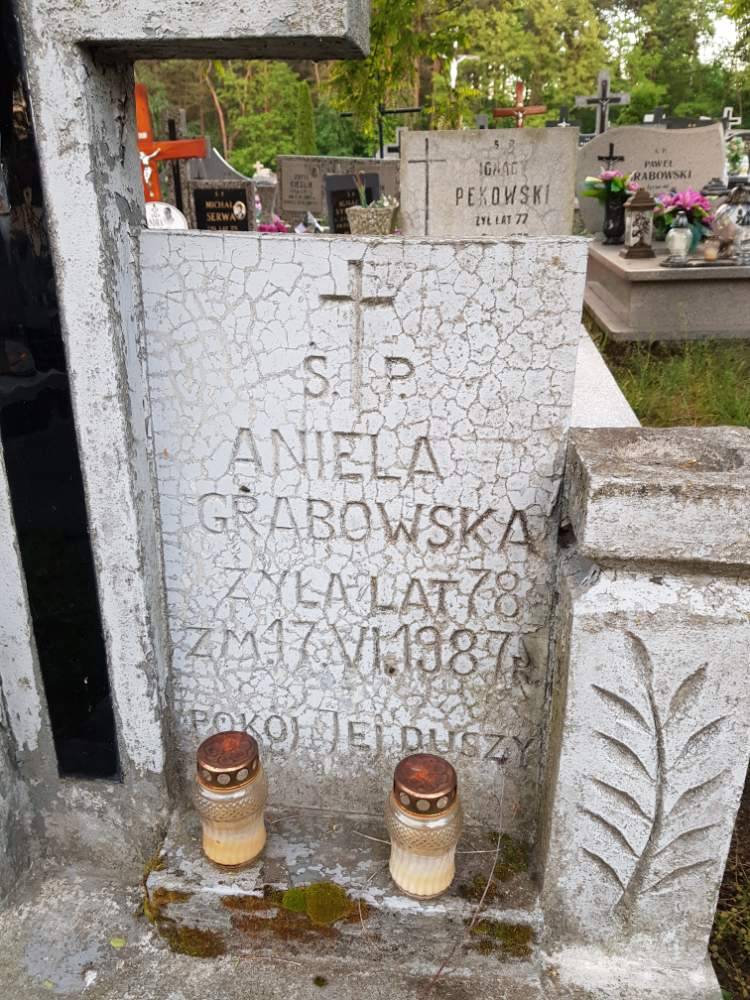 Ś. P.
ANIELA
GRABOWSKA
ŻYŁA LAT 78
ZM.17.VI.1987R
POKÓJ JEJ DUSZY
Ś P
IGNACY
PĘKOWSKI
ŻYŁ LAT 77
Ś.P.
PAWEŁ
GRABOWSKI
MICHAŁ
SERWA